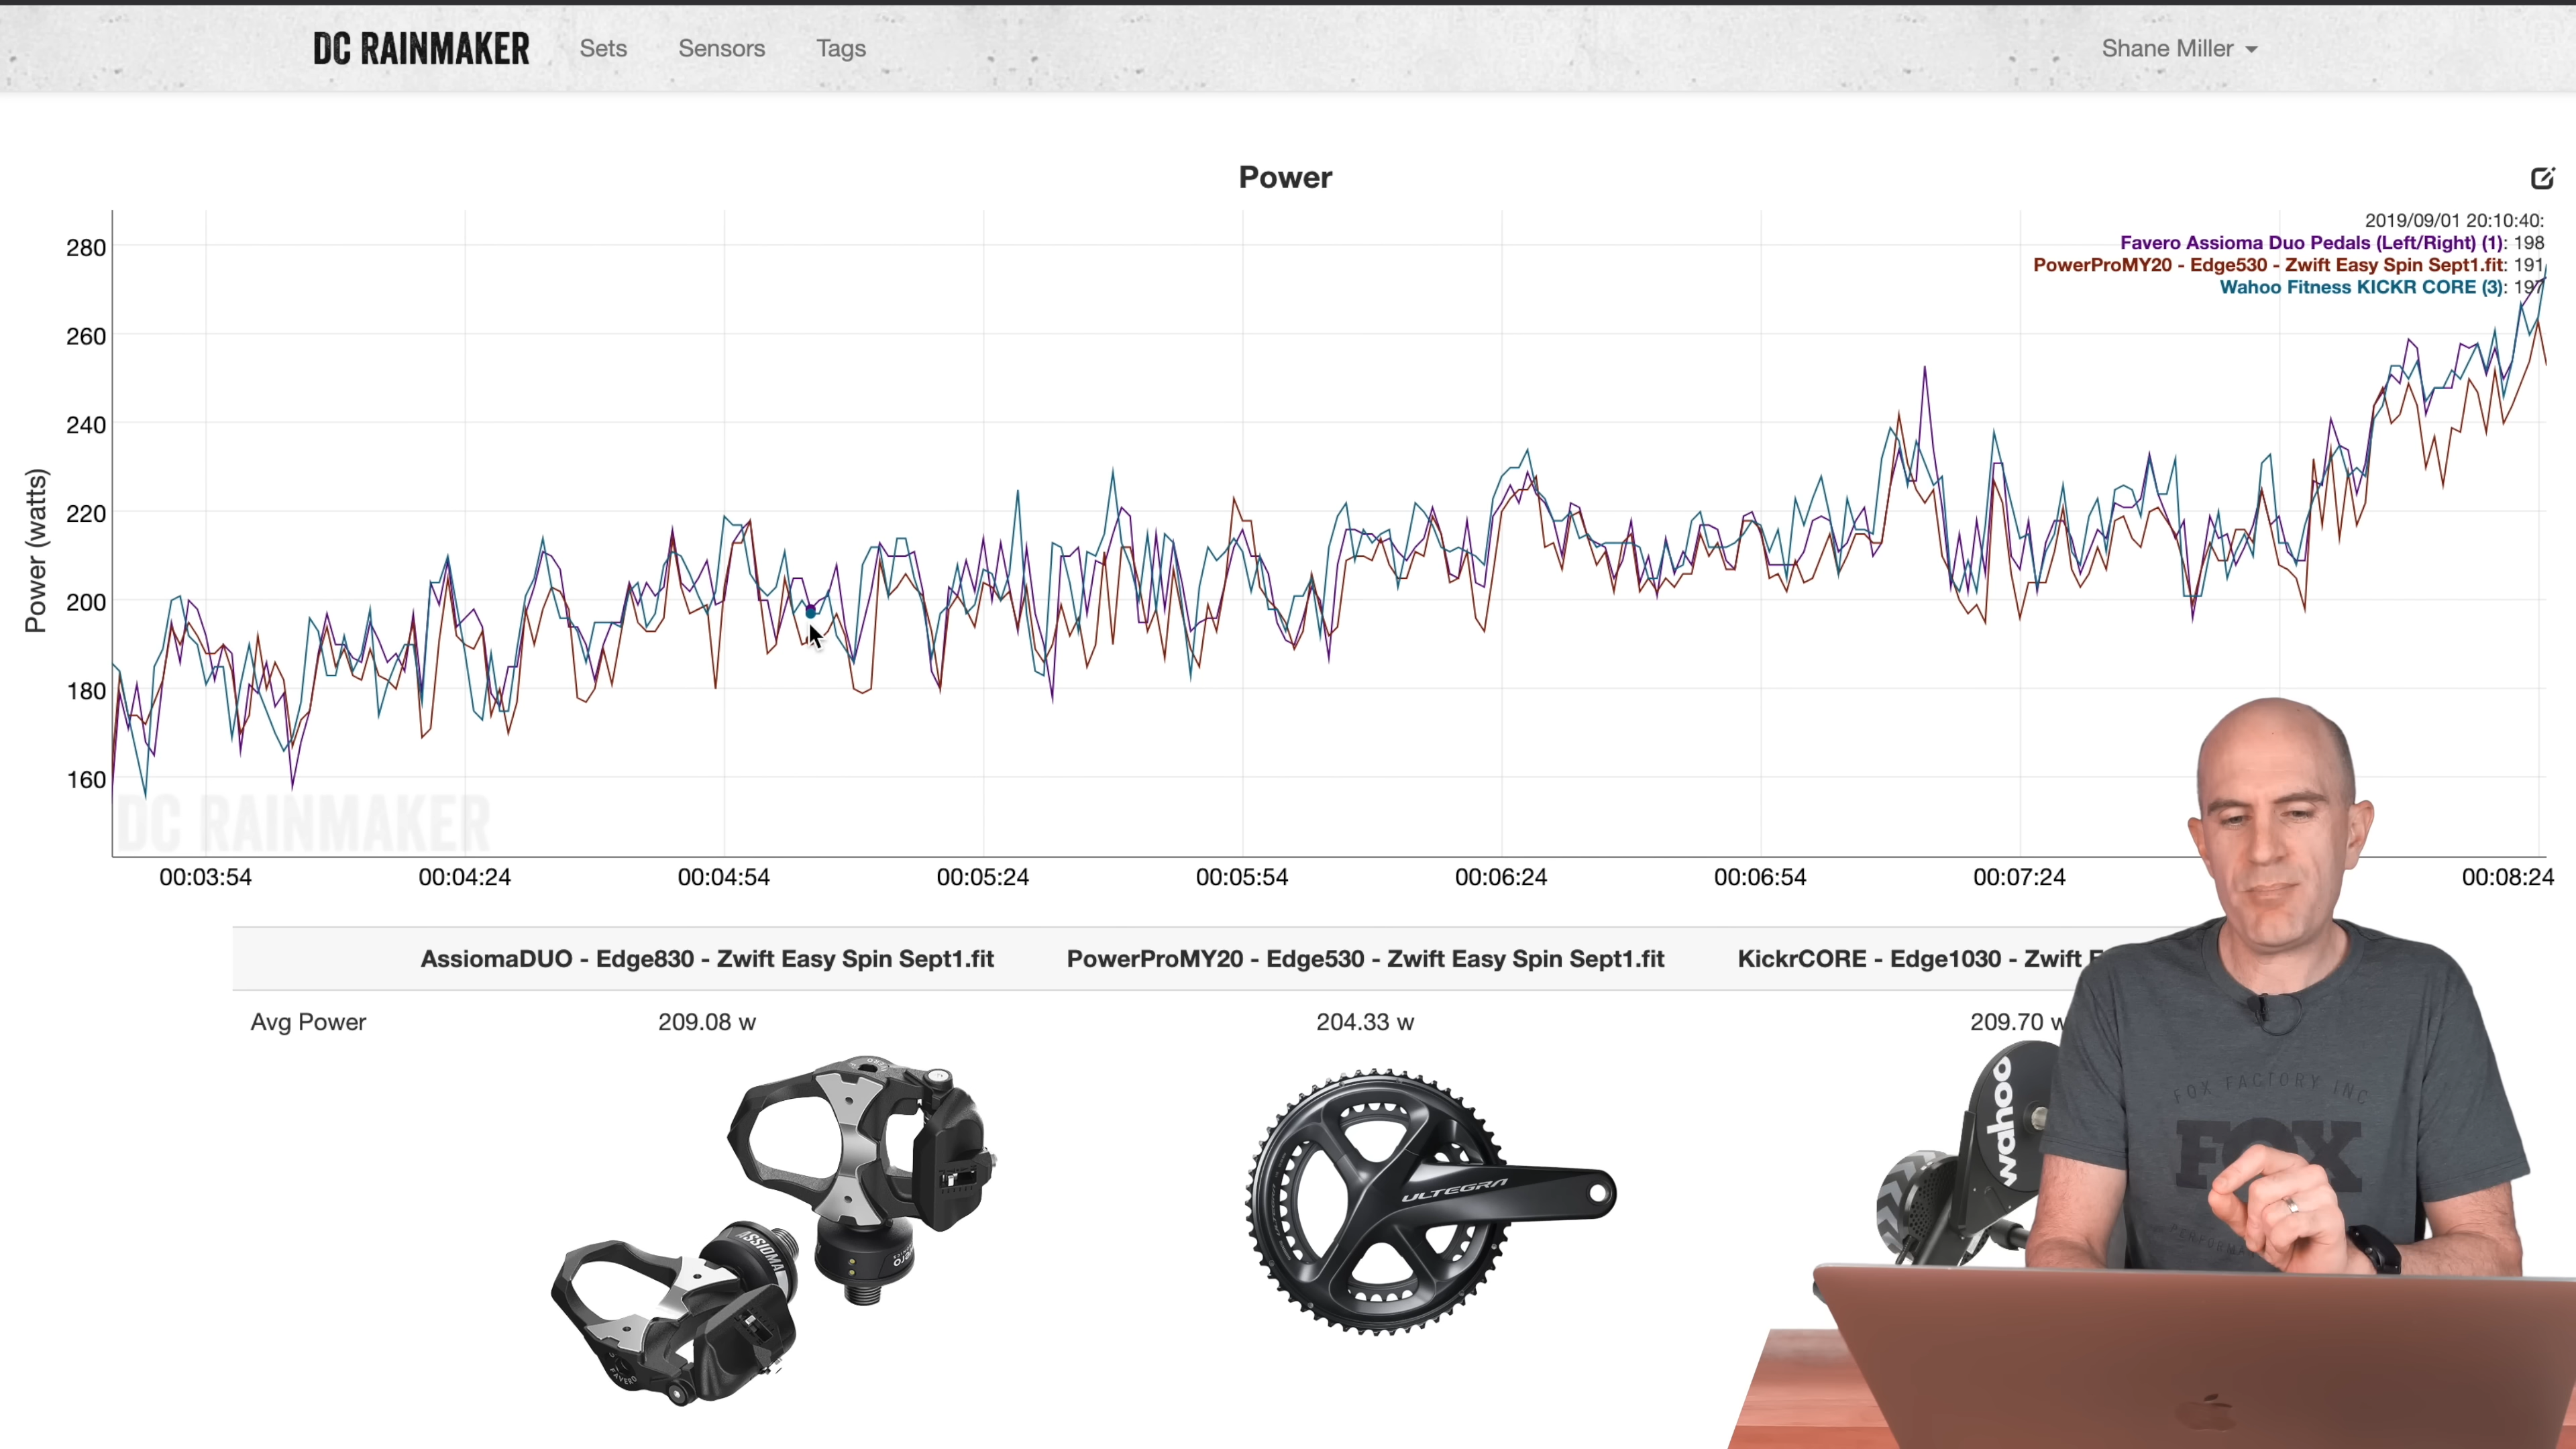 DC RAINMAKER Sets Sensors Tags Shane Miller
Power
2019/09/01 20:10:40:
Favero Assioma Duo Pedals (Left/Right) (1): 198
PowerProMY20 - Edge530 - Zwift Easy Spin Sept1.fit: 191
Wahoo Fitness KICKR CORE (3): 197
280
260
240
220
200
180
160
Power (watts)
DC RAINMAKER
00:03:54 00:04:24 00:04:54 00:05:24 00:05:54 00:06:24 00:06:54 00:07:24 00:08:24
AssiomaDUO - Edge830 - Zwift Easy Spin Sept1.fit PowerProMY20 - Edge530 - Zwift Easy Spin Sept1.fit KickrCORE - Edge1030 - Zwift
Avg Power 209.08 w 204.33 w 209.70 w
ASSIOMA
FAVERO
ULTEGRA
wahoo
FOX FACTORY INC
FOX